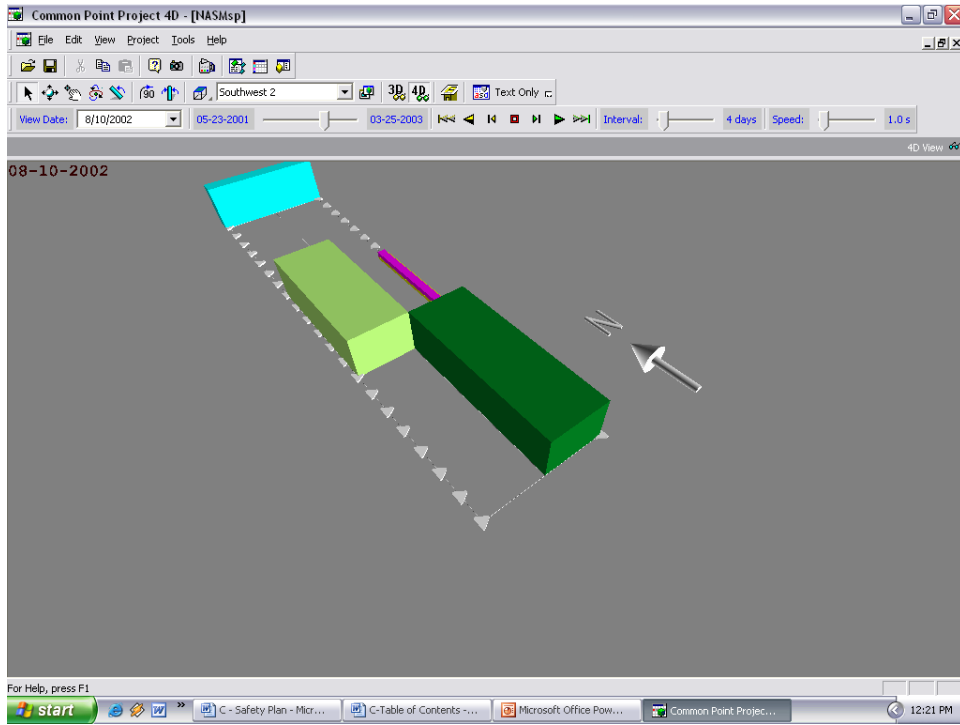 Common Point Project 4D - [NASMsp]
File Edit View Project Tools Help
Southwest 2 3D 4D asd Text Only
View Date: 8/10/2002 05-23-2001 03-25-2003 Interval: 4 days Speed: 1.0 s
4D View
08-10-2002
N
For Help, press F1
start C - Safety Plan - Micr... C-Table of Contents -... Microsoft Office Pow... Common Point Projec... 12:21 PM